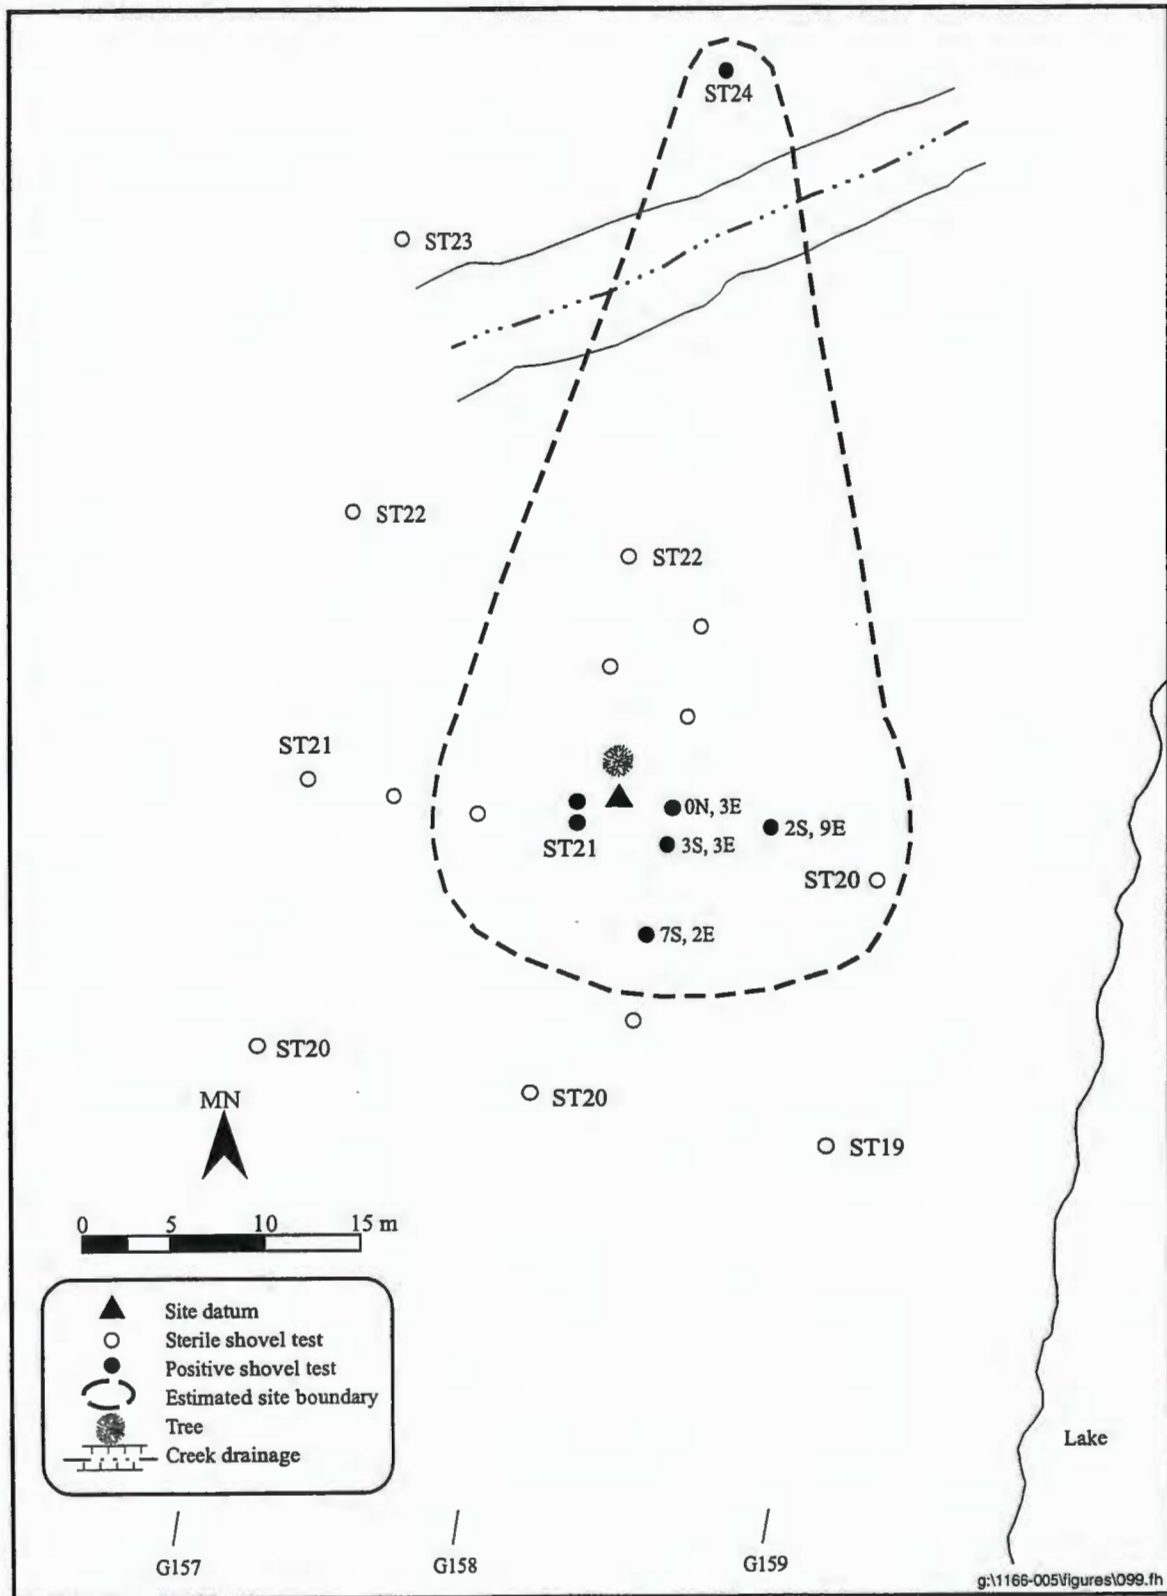 ST24
ST23
ST22
ST22
ST21
0N, 3E
2S, 9E
3S, 3E
ST21
ST20
7S, 2E
ST20
ST20
MN
ST19
0 5 10 15 m
Site datum
Sterile shovel test
Positive shovel test
Estimated site boundary
Tree
Creek drainage
Lake
G157
G158
G159
g:\1166-005\figures\099.fh